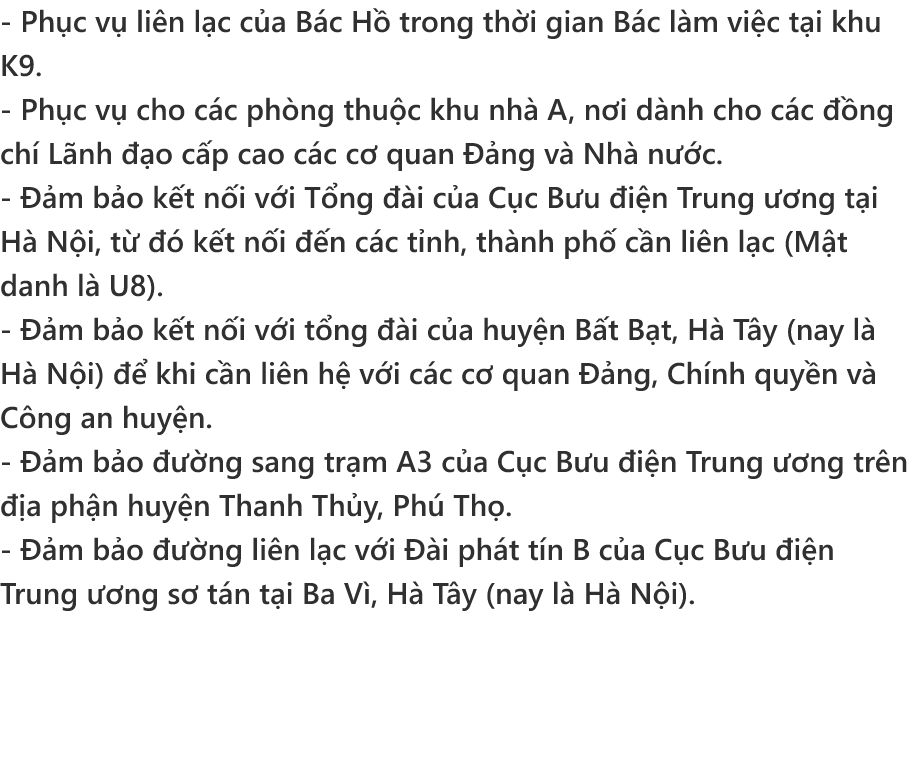 - Phục vụ liên lạc của Bác Hồ trong thời gian Bác làm việc tại khu
K9.
- Phục vụ cho các phòng thuộc khu nhà A, nơi dành cho các đồng
chí Lãnh đạo cấp cao các cơ quan Đảng và Nhà nước.
- Đảm bảo kết nối với Tổng đài của Cục Bưu điện Trung ương tại
Hà Nội, từ đó kết nối đến các tỉnh, thành phố cần liên lạc (Mật
danh là U8).
- Đảm bảo kết nối với tổng đài của huyện Bất Bạt, Hà Tây (nay là
Hà Nội) để khi cần liên hệ với các cơ quan Đảng, Chính quyền và
Công an huyện.
- Đảm bảo đường sang trạm A3 của Cục Bưu điện Trung ương trên
địa phận huyện Thanh Thủy, Phú Thọ.
- Đảm bảo đường liên lạc với Đài phát tín B của Cục Bưu điện
Trung ương sơ tán tại Ba Vì, Hà Tây (nay là Hà Nội).